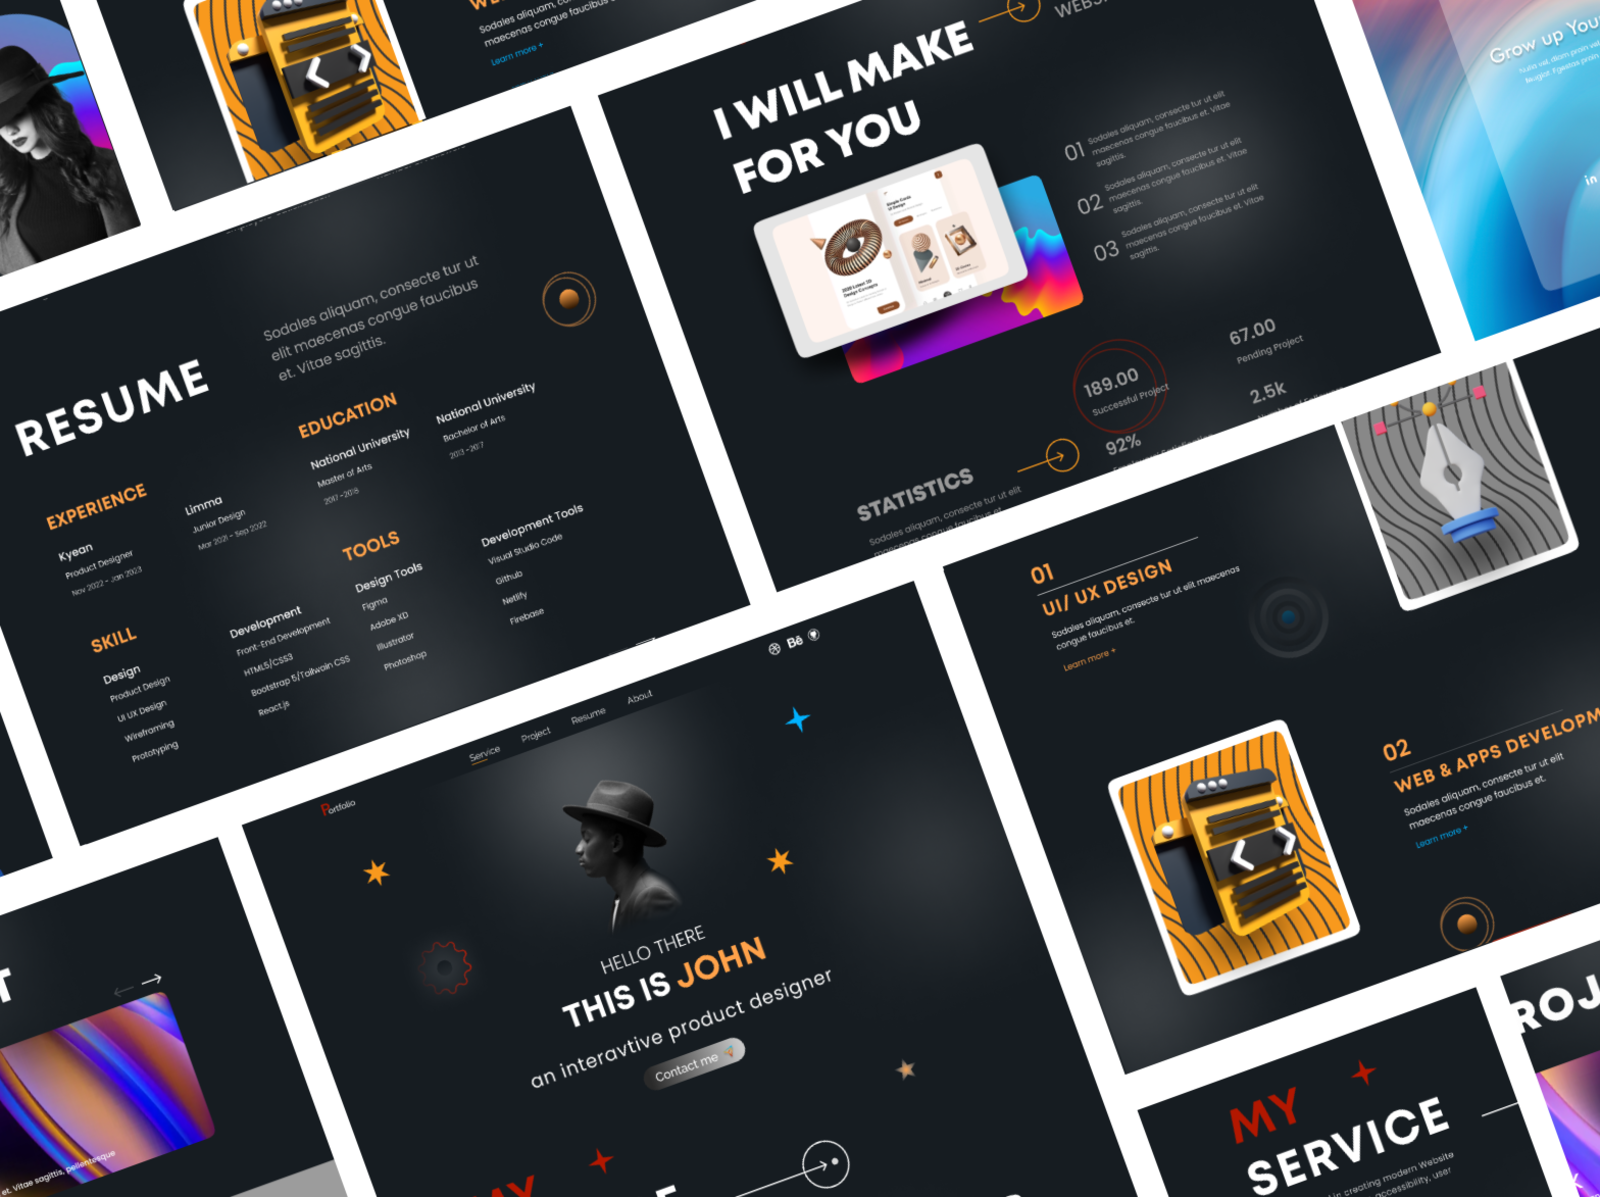 WE
Sodales aliquam, co
maecenas congue faucibus et.
Learn more +
I WILL MAKE
FOR YOU
WEBS
01
Sodales aliquam, consecte tur ut elit
maecenas congue faucibus et. Vitae
sagittis.
02
Sodales aliquam, consecte tur ut elit
maecenas congue faucibus et. Vitae
sagittis.
03
Sodales aliquam, consecte tur ut elit
maecenas congue faucibus et. Vitae
sagittis.
189.00
Successful Project
67.00
Pending Project
92%
2.5k
STATISTICS
Sodales aliquam, consecte tur ut elit
maecenas congue faucibus et.
Grow up You
in
RESUME
Sodales aliquam, consecte tur ut
elit maecenas congue faucibus
et. Vitae sagittis.
EXPERIENCE
Kyean
Product Designer
Nov 2022 - Jan 2023
Limma
Junior Design
Mar 2021 - Sep 2022
EDUCATION
National University
Master of Arts
2017 - 2018
National University
Bachelor of Arts
2013 - 2017
SKILL
Design
Product Design
UI UX Design
Wireframing
Prototyping
Development
Front-End Development
HTML5/CSS3
Bootstrap 5/Tailwain CSS
React.js
TOOLS
Design Tools
Figma
Adobe XD
Illustrator
Photoshop
Development Tools
Visual Studio Code
Github
Netlify
Firebase
Portfolio
Service
Project
Resume
About
Bē
HELLO THERE
THIS IS JOHN
an interavtive product designer
Contact me
MY
01
UI/ UX DESIGN
Sodales aliquam, consecte tur ut elit maecenas
congue faucibus et.
Learn more +
02
WEB & APPS DEVELOPM
Sodales aliquam, consecte tur ut elit
maecenas congue faucibus et.
Learn more +
T
et. Vitae sagittis, pellentesque
MY
SERVICE
in creating modern Website
accessibility, user
ROJ